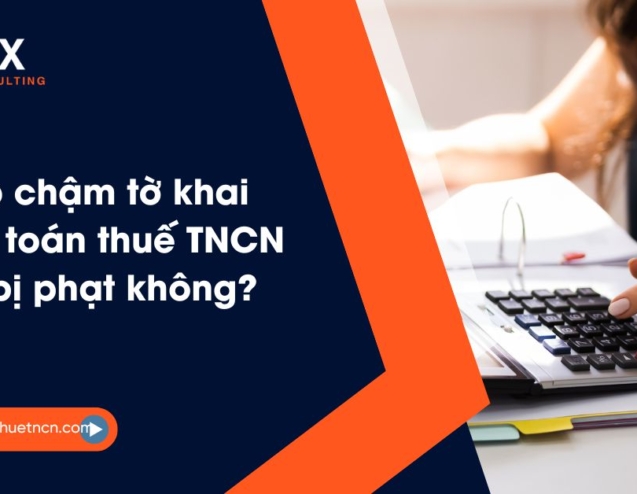 X
ULTING
chậm tờ khai
toán thuế TNCN
bị phạt không?
huetncn.com